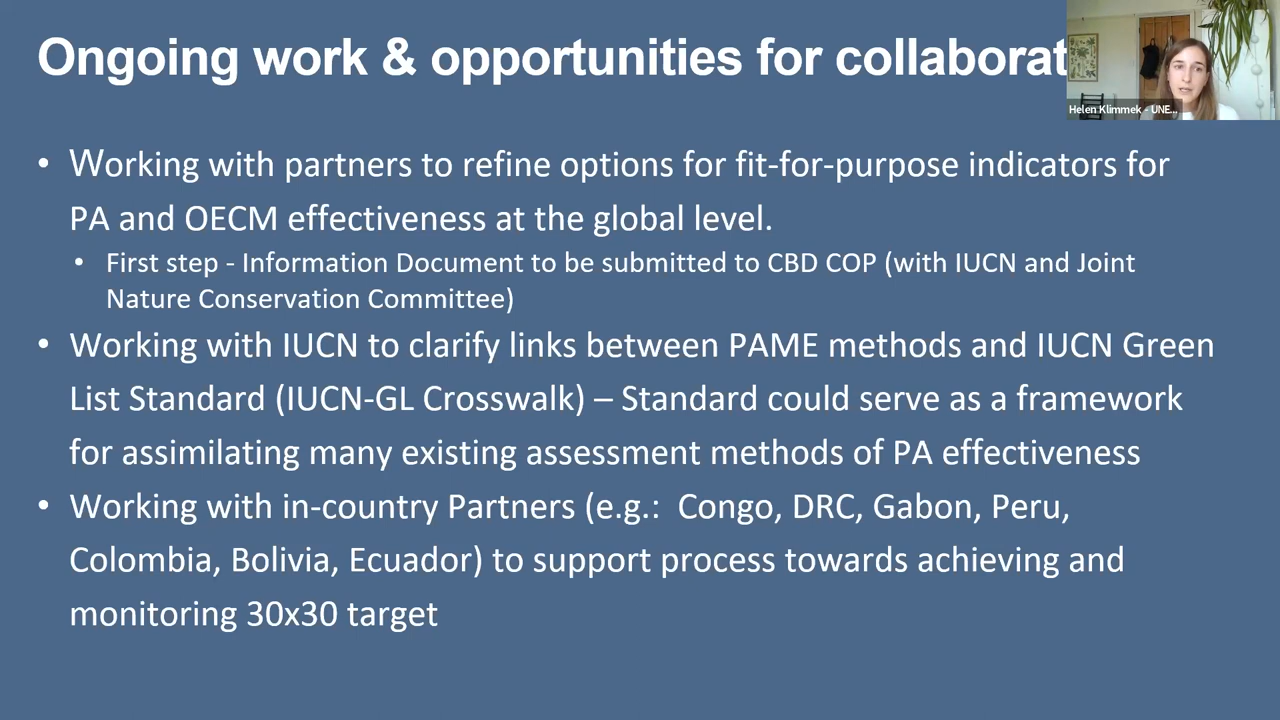 Ongoing work & opportunities for collaborat
Helen Klimmek - UNE...
• Working with partners to refine options for fit-for-purpose indicators for
PA and OECM effectiveness at the global level.
• First step - Information Document to be submitted to CBD COP (with IUCN and Joint
Nature Conservation Committee)
• Working with IUCN to clarify links between PAME methods and IUCN Green
List Standard (IUCN-GL Crosswalk) – Standard could serve as a framework
for assimilating many existing assessment methods of PA effectiveness
• Working with in-country Partners (e.g.:  Congo, DRC, Gabon, Peru,
Colombia, Bolivia, Ecuador) to support process towards achieving and
monitoring 30x30 target